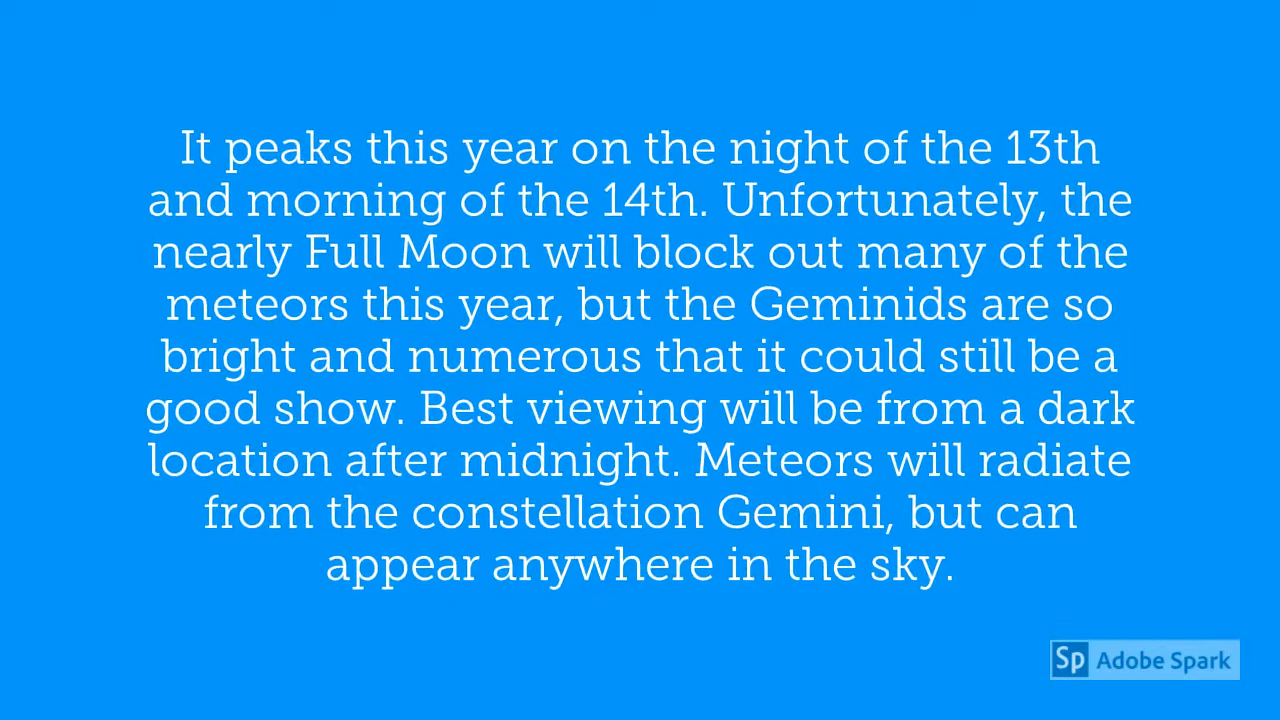 It peaks this year on the night of the 13th
and morning of the 14th. Unfortunately, the
nearly Full Moon will block out many of the
meteors this year, but the Geminids are so
bright and numerous that it could still be a
good show. Best viewing will be from a dark
location after midnight. Meteors will radiate
from the constellation Gemini, but can
appear anywhere in the sky.
Sp Adobe Spark